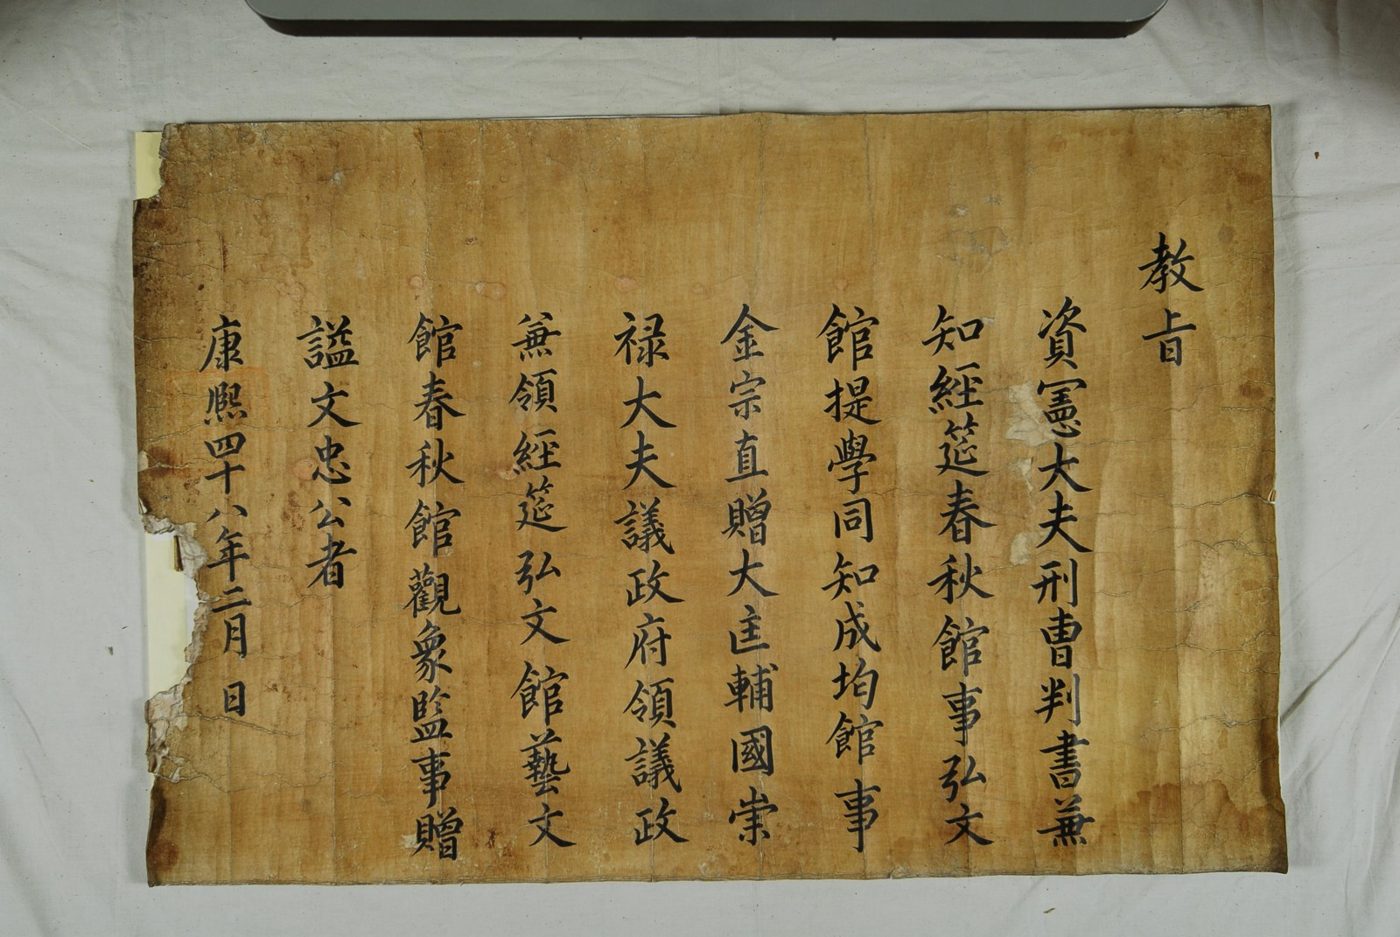 教旨
資憲大夫刑曹判書兼
知經筵春秋館事弘文
館提學同知成均館事
金宗直贈大匡輔國崇
禄大夫議政府領議政
兼領經筵弘文館藝文
館春秋館觀象監事贈
謚文忠公者
康熙四十八年二月 日